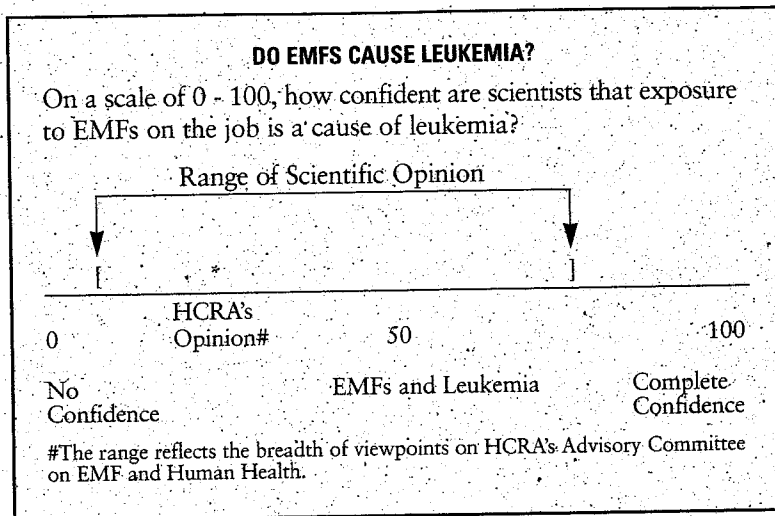 DO EMFS CAUSE LEUKEMIA?
On a scale of 0 - 100, how confident are scientists that exposure
to EMFs on the job is a cause of leukemia?
Range of Scientific Opinion
[ * ]
HCRA's
0 Opinion# 50 100
No EMFs and Leukemia Complete
Confidence Confidence
#The range reflects the breadth of viewpoints on HCRA's Advisory Committee
on EMF and Human Health.